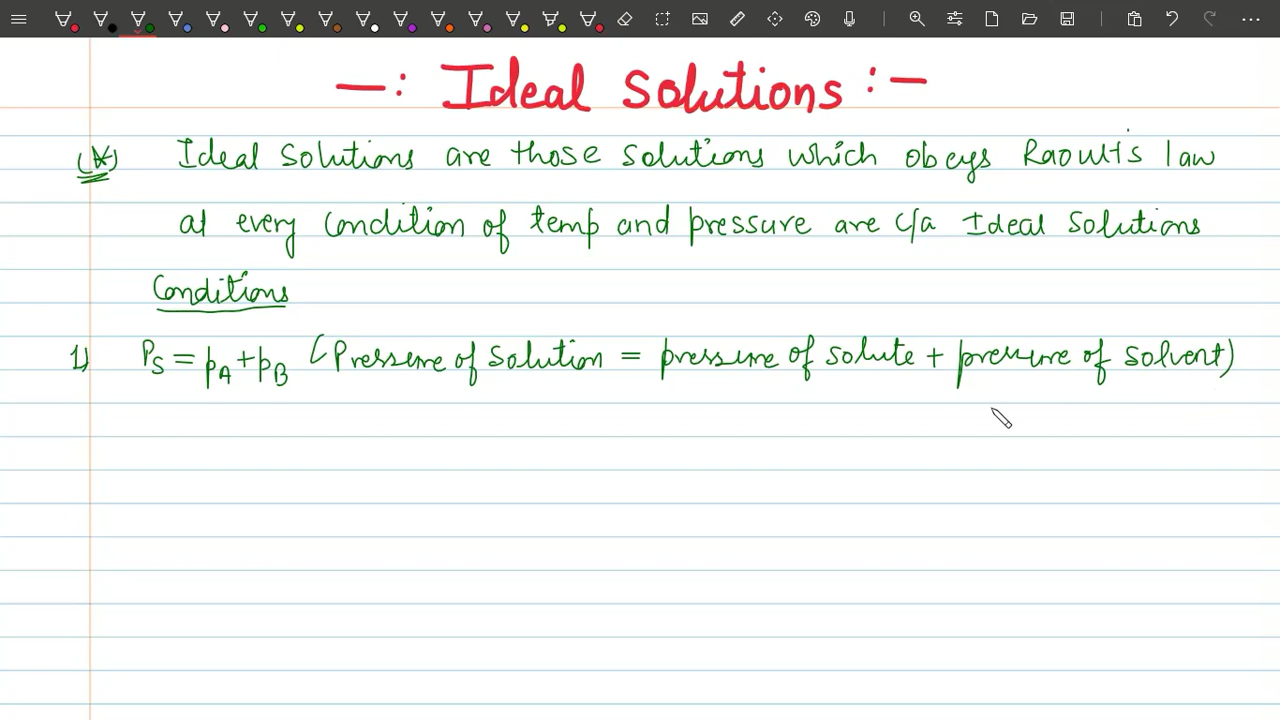 —: Ideal Solutions :—
(*) Ideal Solutions are those solutions which obeys Raoult's law
at every condition of temp and pressure are c/a Ideal Solutions
Conditions
1) Ps = pA + pB (Pressure of solution = pressure of solute + pressure of solvent)